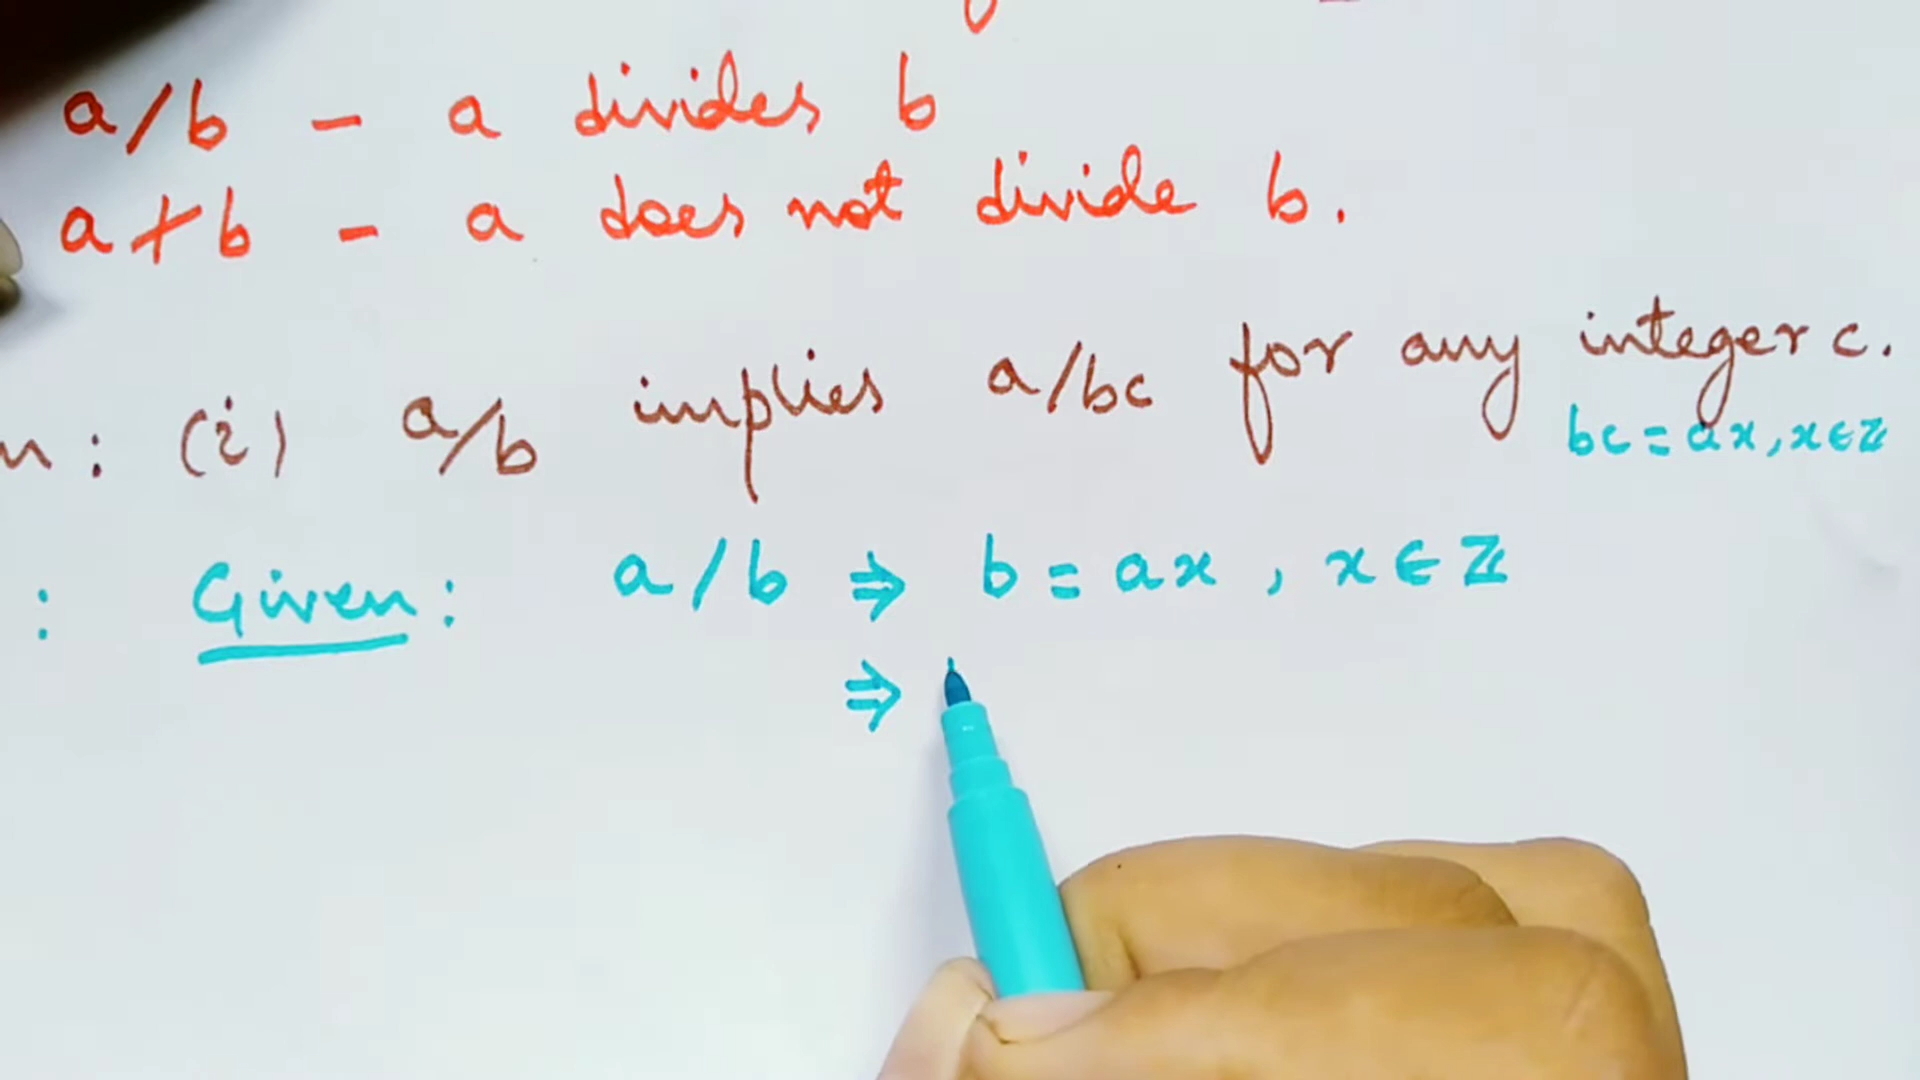 a/b - a divides b
a∤b - a does not divide b.
: (i) a/b implies a/bc for any integer c.
bc = ax, x∈ℤ
: Given: a/b ⇒ b = ax, x∈ℤ
⇒